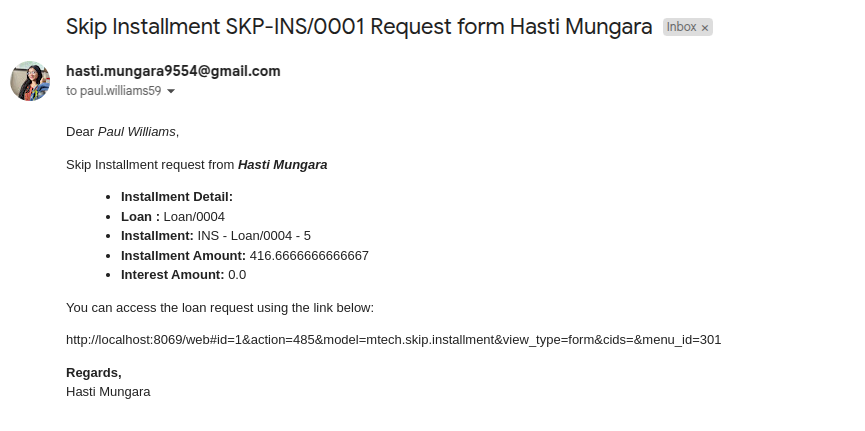 Skip Installment SKP-INS/0001 Request form Hasti Mungara Inbox ×
hasti.mungara9554@gmail.com
to paul.williams59
Dear Paul Williams,
Skip Installment request from Hasti Mungara
• Installment Detail:
• Loan : Loan/0004
• Installment: INS - Loan/0004 - 5
• Installment Amount: 416.6666666666667
• Interest Amount: 0.0
You can access the loan request using the link below:
http://localhost:8069/web#id=1&action=485&model=mtech.skip.installment&view_type=form&cids=&menu_id=301
Regards,
Hasti Mungara